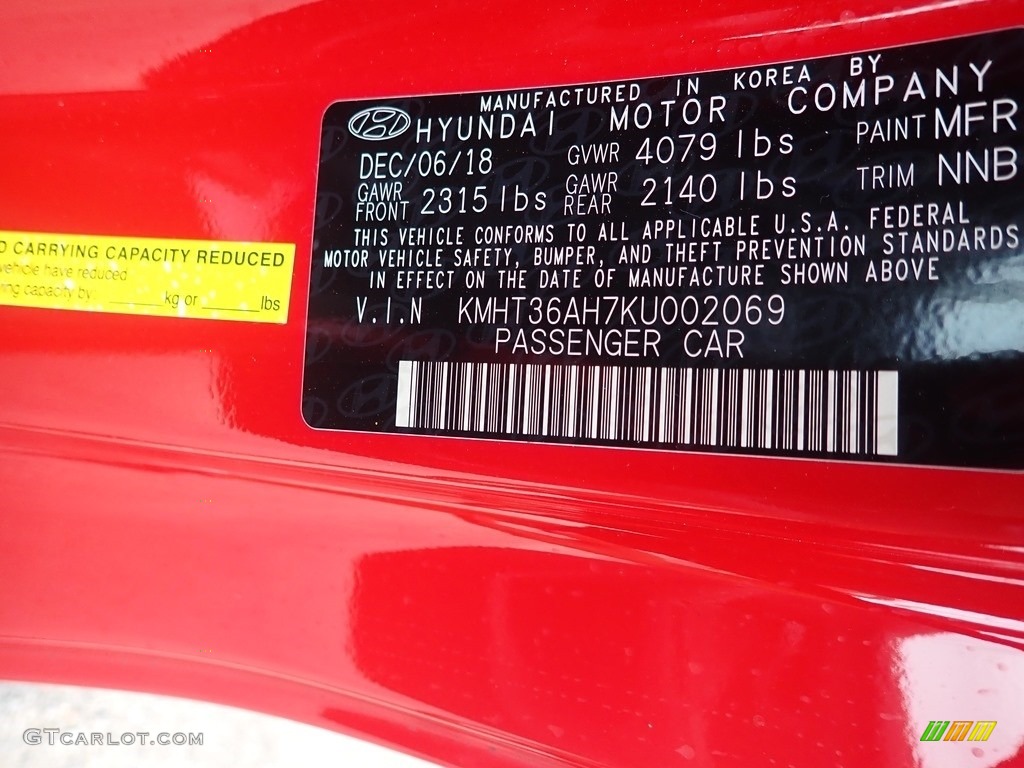 MANUFACTURED IN KOREA BY
HYUNDAI MOTOR COMPANY
DEC/06/18 GVWR 4079 lbs PAINT MFR
GAWR FRONT 2315 lbs GAWR REAR 2140 lbs TRIM NNB
THIS VEHICLE CONFORMS TO ALL APPLICABLE U.S.A. FEDERAL
MOTOR VEHICLE SAFETY, BUMPER, AND THEFT PREVENTION STANDARDS
IN EFFECT ON THE DATE OF MANUFACTURE SHOWN ABOVE
V.I.N KMHT36AH7KU002069
PASSENGER CAR
D CARRYING CAPACITY REDUCED
vehicle have reduced
ing capacity by: ______ kg or ______ lbs
GTCARLOT.COM